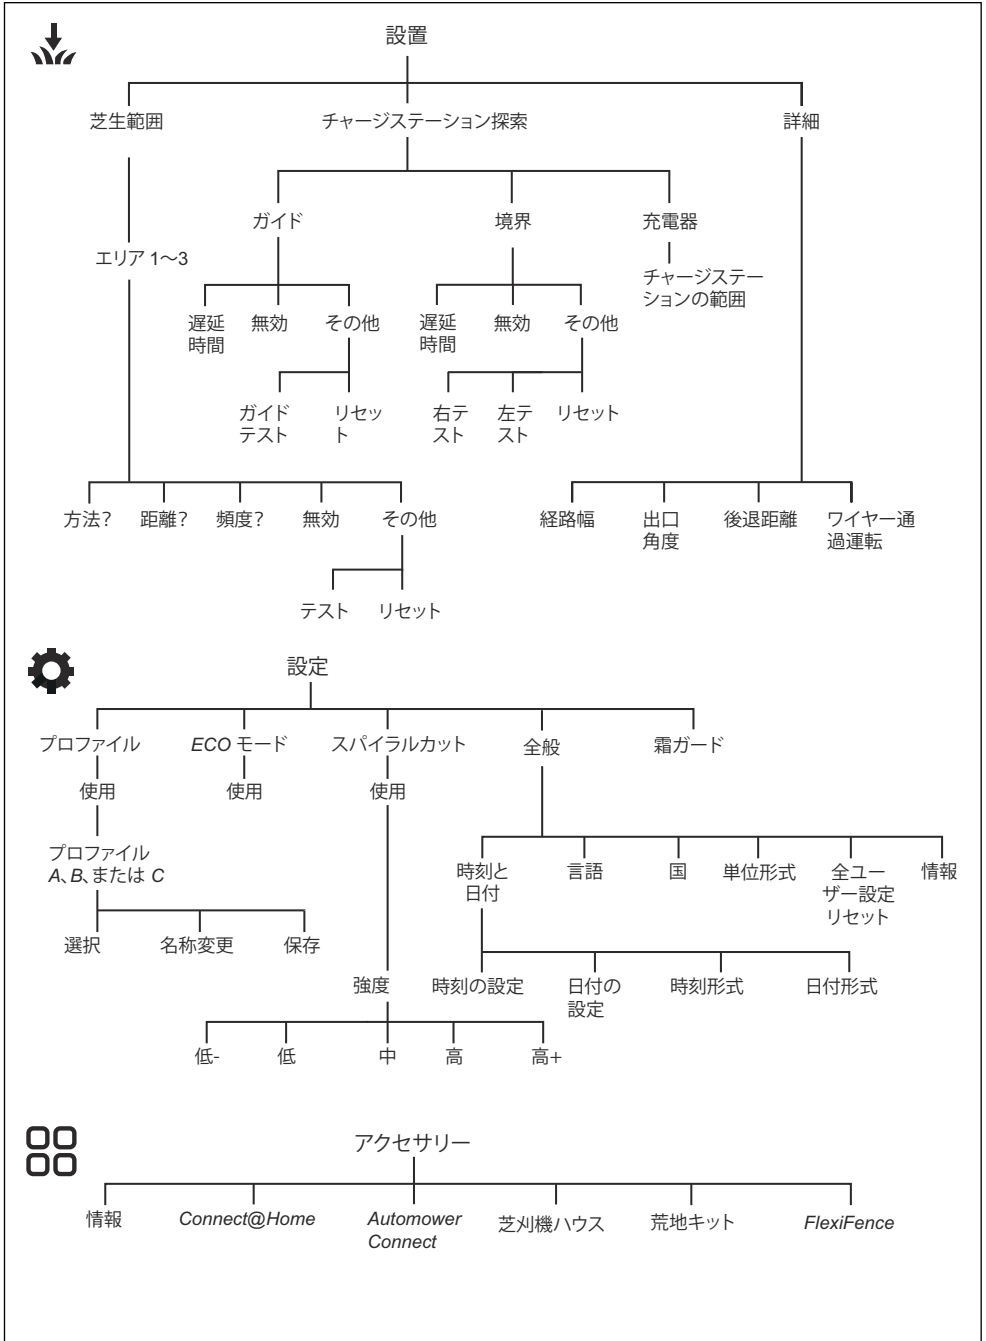 設置
芝生範囲
チャージステーション探索
詳細
ガイド
境界
充電器
エリア 1～3
チャージステー
ションの範囲
遅延
時間
無効
その他
遅延
時間
無効
その他
ガイド
テスト
リセッ
ト
右テ
スト
左テ
スト
リセット
方法?
距離?
頻度?
無効
その他
経路幅
出口
角度
後退距離
ワイヤー通
過運転
テスト
リセット
設定
プロファイル
ECO モード
スパイラルカット
全般
霜ガード
使用
使用
使用
プロファイル
A、B、または C
時刻と
日付
言語
国
単位形式
全ユー
ザー設定
リセット
情報
選択
名称変更
保存
強度
時刻の設定
日付の
設定
時刻形式
日付形式
低-
低
中
高
高+
アクセサリー
情報
Connect@Home
Automower
Connect
芝刈機ハウス
荒地キット
FlexiFence